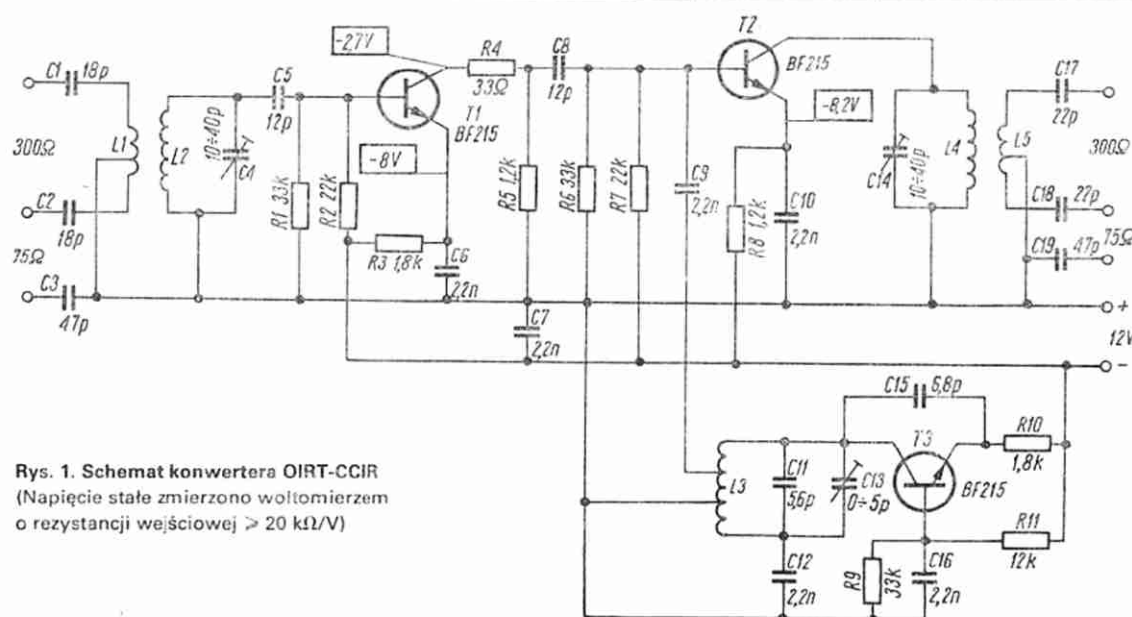 C1
18p
300Ω
C2
18p
75Ω
C3
47p
L1
L2
10÷40p
C4
C5
12p
R1 33k
R2 22k
-2,7V
T1
BF215
-8V
R3 1,8k
C6
2,2n
R4
33Ω
C8
12p
R5 1,2k
R6 33k
R7 22k
C7
2,2n
C9
2,2n
T2
BF215
-8,2V
R8 1,2k
C10
2,2n
C14
10÷40p
L4
L5
C17
22p
300Ω
C18
22p
75Ω
C19
47p
+
12V
-
L3
C11
5,6p
C12
2,2n
C13
0÷5p
C15
6,8p
T3
BF215
R10
1,8k
R11
12k
R9
33k
C16
2,2n
Rys. 1. Schemat konwertera OIRT-CCIR
(Napięcie stałe zmierzono woltomierzem
o rezystancji wejściowej ⩾ 20 kΩ/V)